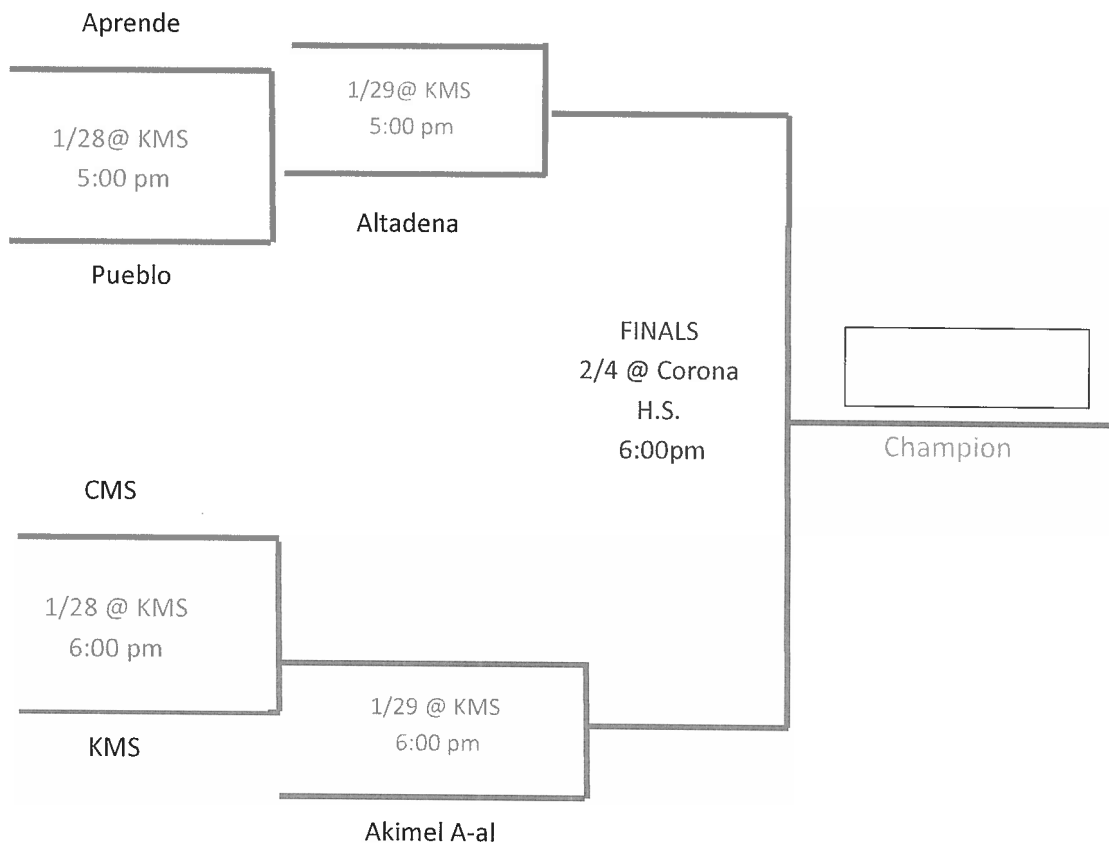 Aprende
1/29@ KMS
5:00 pm
1/28@ KMS
5:00 pm
Altadena
Pueblo
FINALS
2/4 @ Corona
H.S.
6:00pm
Champion
CMS
1/28 @ KMS
6:00 pm
1/29 @ KMS
6:00 pm
KMS
Akimel A-al